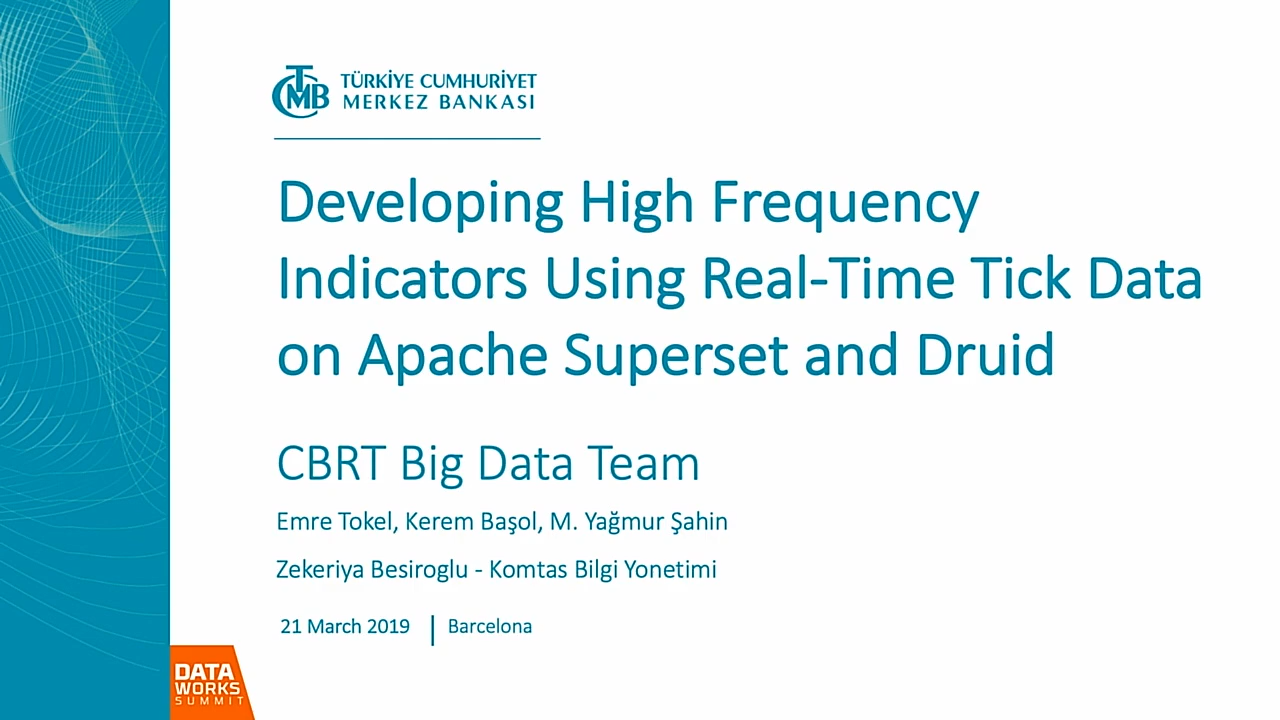 TCMB
TÜRKİYE CUMHURİYET
MERKEZ BANKASI
Developing High Frequency
Indicators Using Real-Time Tick Data
on Apache Superset and Druid
CBRT Big Data Team
Emre Tokel, Kerem Başol, M. Yağmur Şahin
Zekeriya Besiroglu - Komtas Bilgi Yonetimi
21 March 2019 | Barcelona
DATA
WORKS
SUMMIT